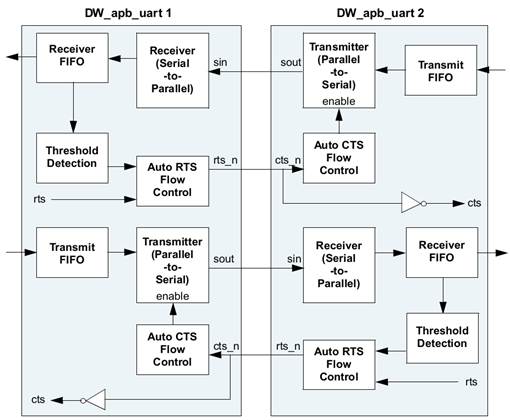 DW_apb_uart 1
DW_apb_uart 2
Receiver
FIFO
Receiver
(Serial
-to-
Parallel)
sin
sout
Transmitter
(Parallel
-to-
Serial)
enable
Transmit
FIFO
Threshold
Detection
Auto RTS
Flow
Control
rts_n
cts_n
Auto CTS
Flow
Control
rts
cts
Transmit
FIFO
Transmitter
(Parallel
-to-
Serial)
enable
sout
sin
Receiver
(Serial
-to-
Parallel)
Receiver
FIFO
Threshold
Detection
Auto CTS
Flow
Control
cts_n
rts_n
Auto RTS
Flow
Control
cts
rts